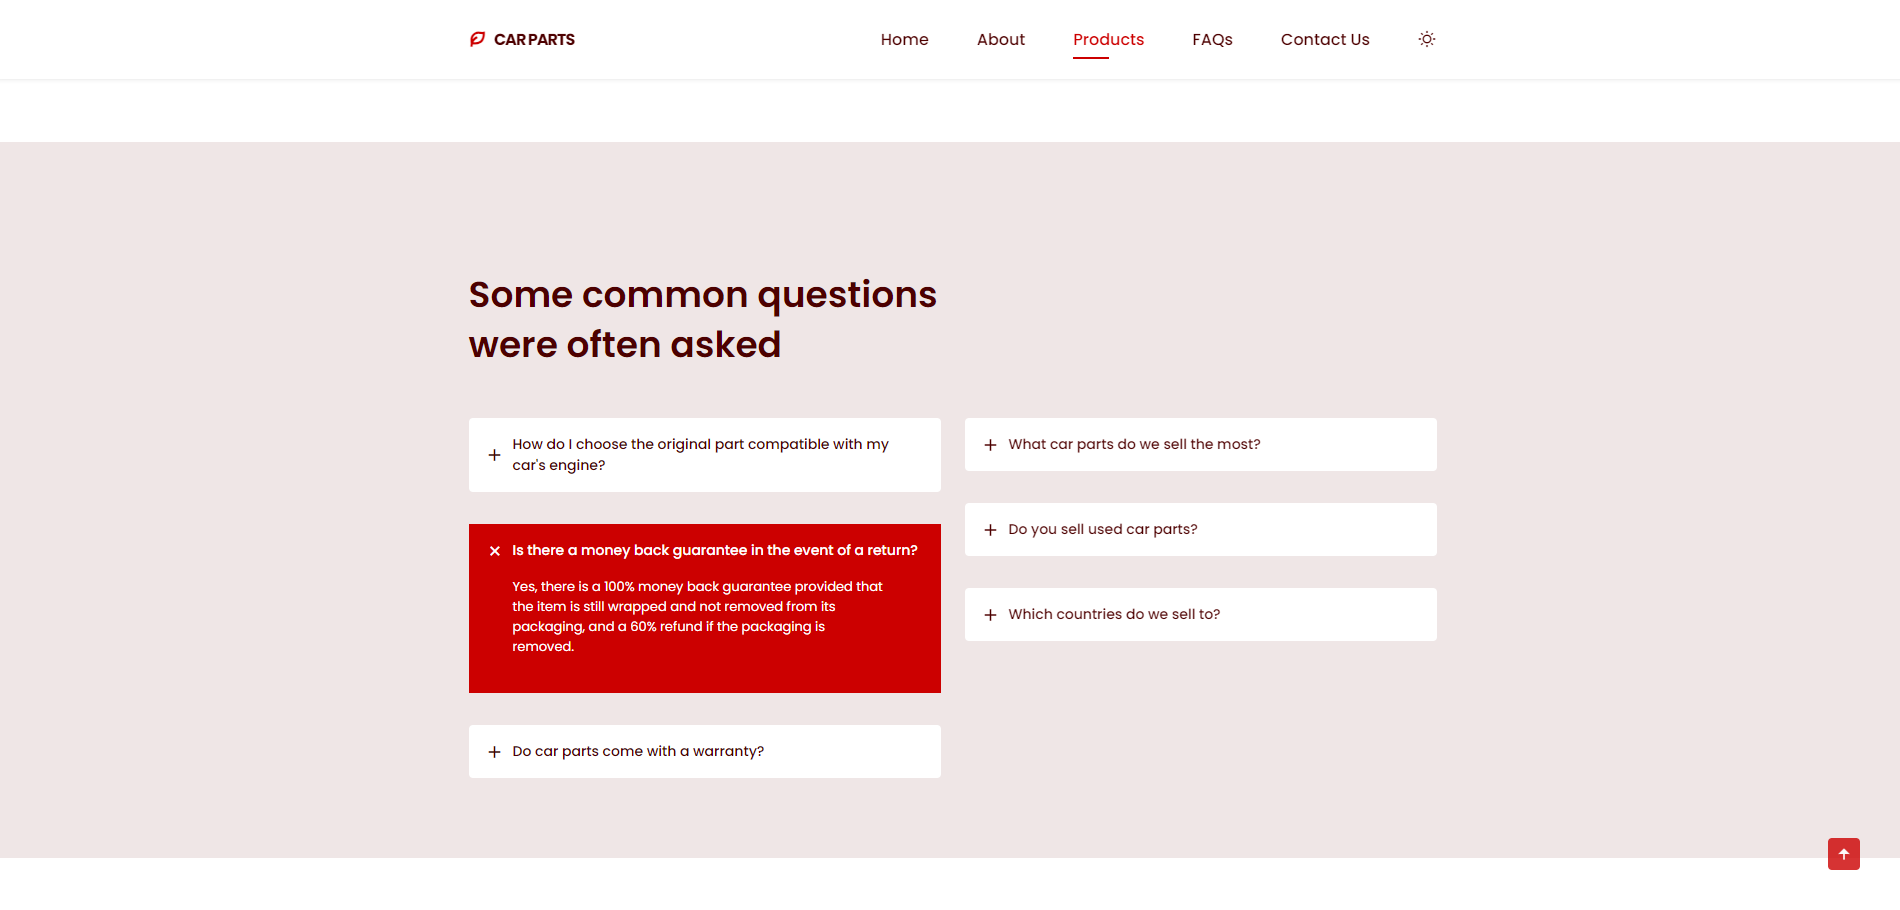 CAR PARTS
Home
About
Products
FAQs
Contact Us
Some common questions
were often asked
How do I choose the original part compatible with my
car's engine?
Is there a money back guarantee in the event of a return?
Yes, there is a 100% money back guarantee provided that
the item is still wrapped and not removed from its
packaging, and a 60% refund if the packaging is
removed.
Do car parts come with a warranty?
What car parts do we sell the most?
Do you sell used car parts?
Which countries do we sell to?